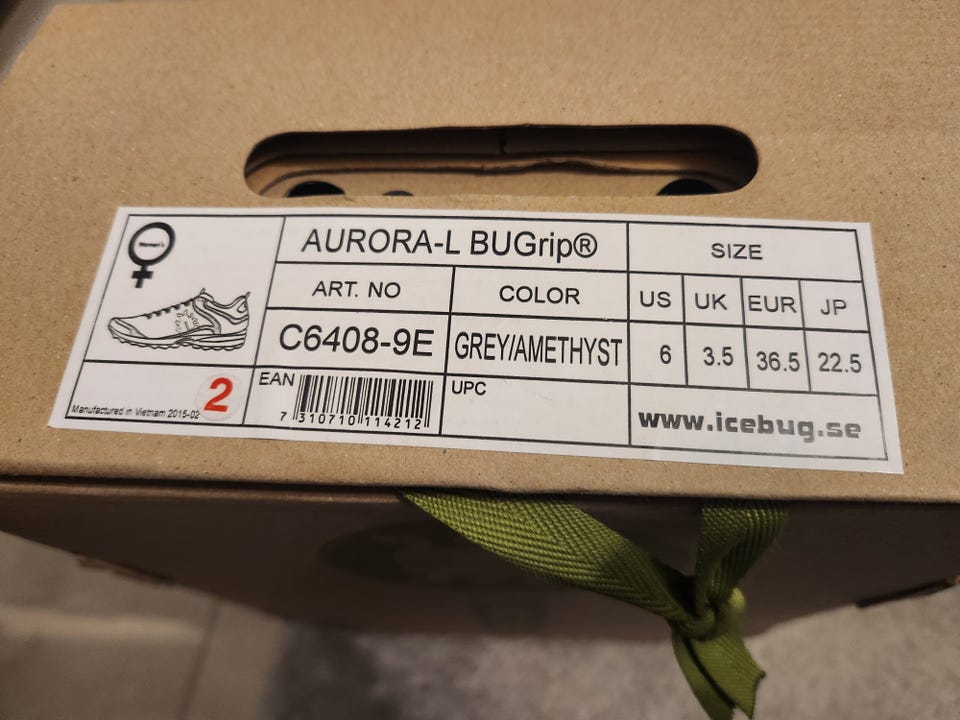 Women's
AURORA-L BUGrip®
SIZE
ART. NO
COLOR
US
UK
EUR
JP
C6408-9E
GREY/AMETHYST
6
3.5
36.5
22.5
EAN
UPC
7 310710 114212
www.icebug.se
Manufactured in Vietnam 2015-02
2